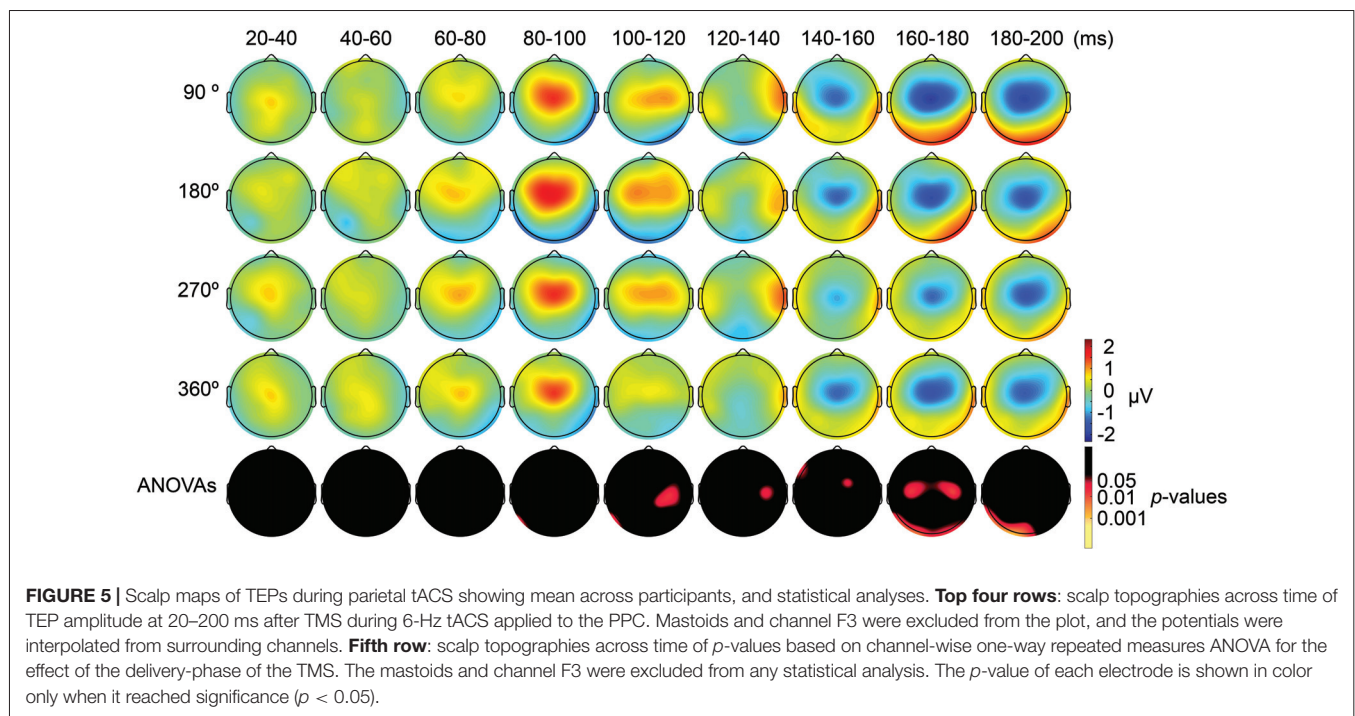 20-40 40-60 60-80 80-100 100-120 120-140 140-160 160-180 180-200 (ms)
90 º
180º
270º
360º
2
1
0 µV
-1
-2
ANOVAs
0.05
0.01 p-values
0.001
FIGURE 5 | Scalp maps of TEPs during parietal tACS showing mean across participants, and statistical analyses. Top four rows: scalp topographies across time of
TEP amplitude at 20–200 ms after TMS during 6-Hz tACS applied to the PPC. Mastoids and channel F3 were excluded from the plot, and the potentials were
interpolated from surrounding channels. Fifth row: scalp topographies across time of p-values based on channel-wise one-way repeated measures ANOVA for the
effect of the delivery-phase of the TMS. The mastoids and channel F3 were excluded from any statistical analysis. The p-value of each electrode is shown in color
only when it reached significance (p < 0.05).